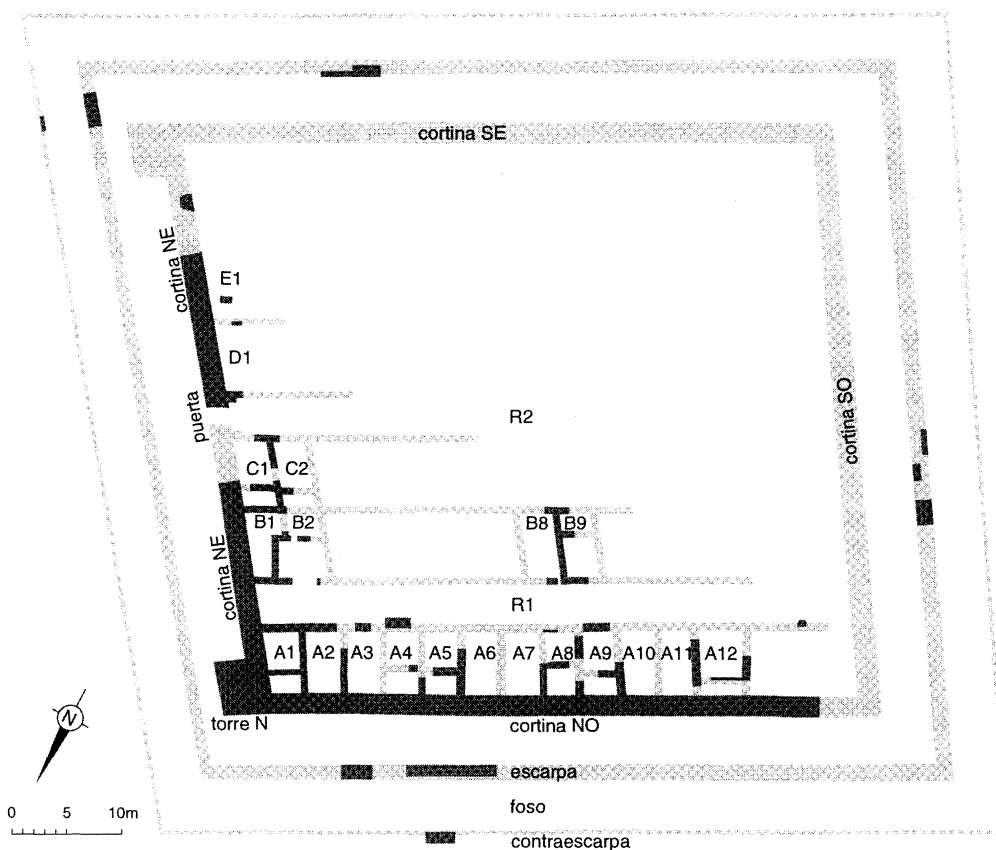 cortina SE
cortina NE
E1
D1
puerta
R2
cortina SO
C1 C2
B1 B2 B8 B9
cortina NE
R1
A1 A2 A3 A4 A5 A6 A7 A8 A9 A10 A11 A12
torre N
cortina NO
N
escarpa
0 5 10m
foso
contraescarpa